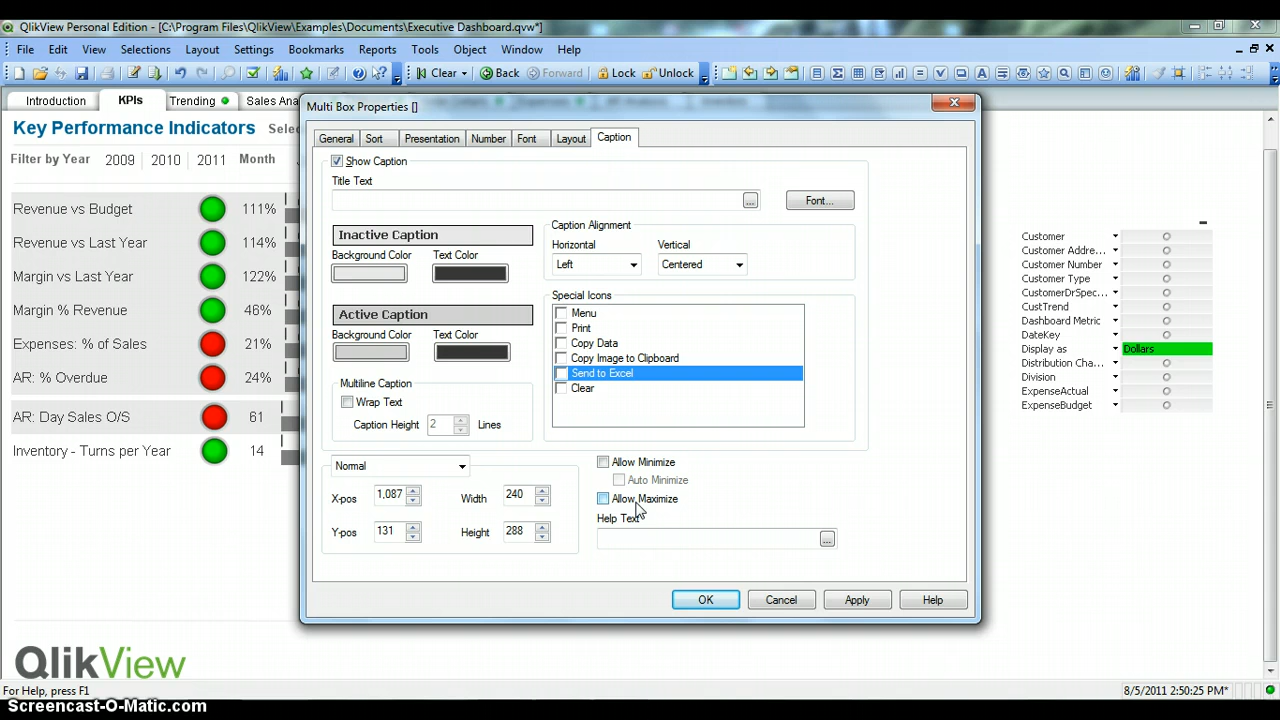 QlikView Personal Edition - [C:\Program Files\QlikView\Examples\Documents\Executive Dashboard.qvw*]
File Edit View Selections Layout Settings Bookmarks Reports Tools Object Window Help
Clear Back Forward Lock Unlock
Introduction KPIs Trending Sales Ana
Multi Box Properties []
Key Performance Indicators Selec
General Sort Presentation Number Font Layout Caption
Filter by Year 2009 2010 2011 Month
Show Caption
Title Text
... Font...
Revenue vs Budget 111%
Revenue vs Last Year 114%
Margin vs Last Year 122%
Margin % Revenue 46%
Expenses: % of Sales 21%
AR: % Overdue 24%
AR: Day Sales O/S 61
Inventory - Turns per Year 14
Inactive Caption
Background Color Text Color
Active Caption
Background Color Text Color
Multiline Caption
Wrap Text
Caption Height 2 Lines
Caption Alignment
Horizontal Vertical
Left Centered
Special Icons
Menu
Print
Copy Data
Copy Image to Clipboard
Send to Excel
Clear
Normal
X-pos 1,087 Width 240
Y-pos 131 Height 288
Allow Minimize
Auto Minimize
Allow Maximize
Help Text
...
OK Cancel Apply Help
Customer
Customer Addre...
Customer Number
Customer Type
CustomerDrSpec...
CustTrend
Dashboard Metric
DateKey
Display as Dollars
Distribution Cha...
Division
ExpenseActual
ExpenseBudget
QlikView
For Help, press F1 8/5/2011 2:50:25 PM*
Screencast-O-Matic.com